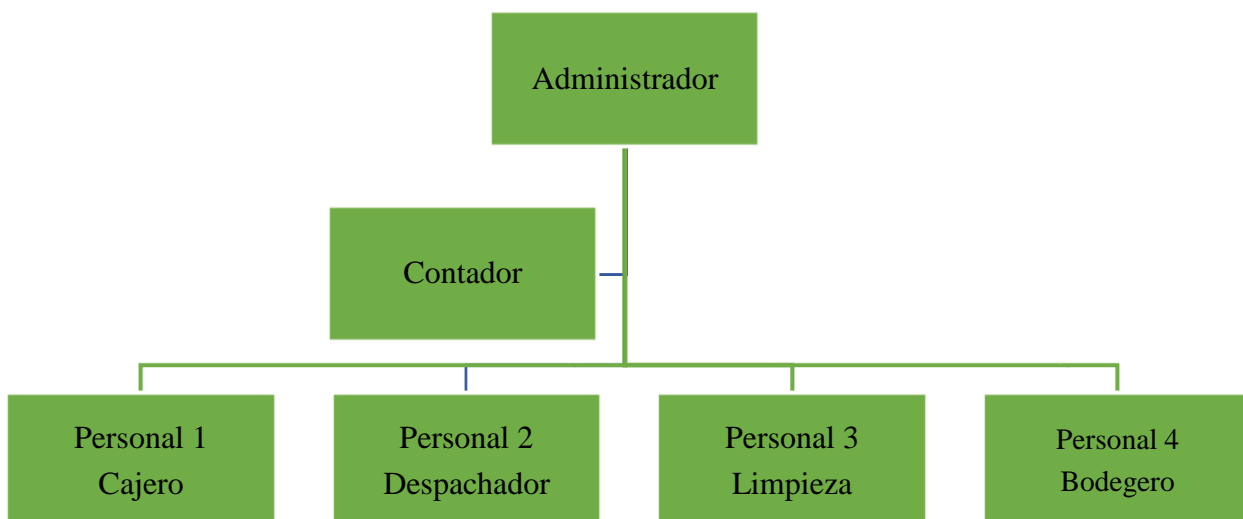 Administrador
Contador
Personal 1
Cajero
Personal 2
Despachador
Personal 3
Limpieza
Personal 4
Bodegero